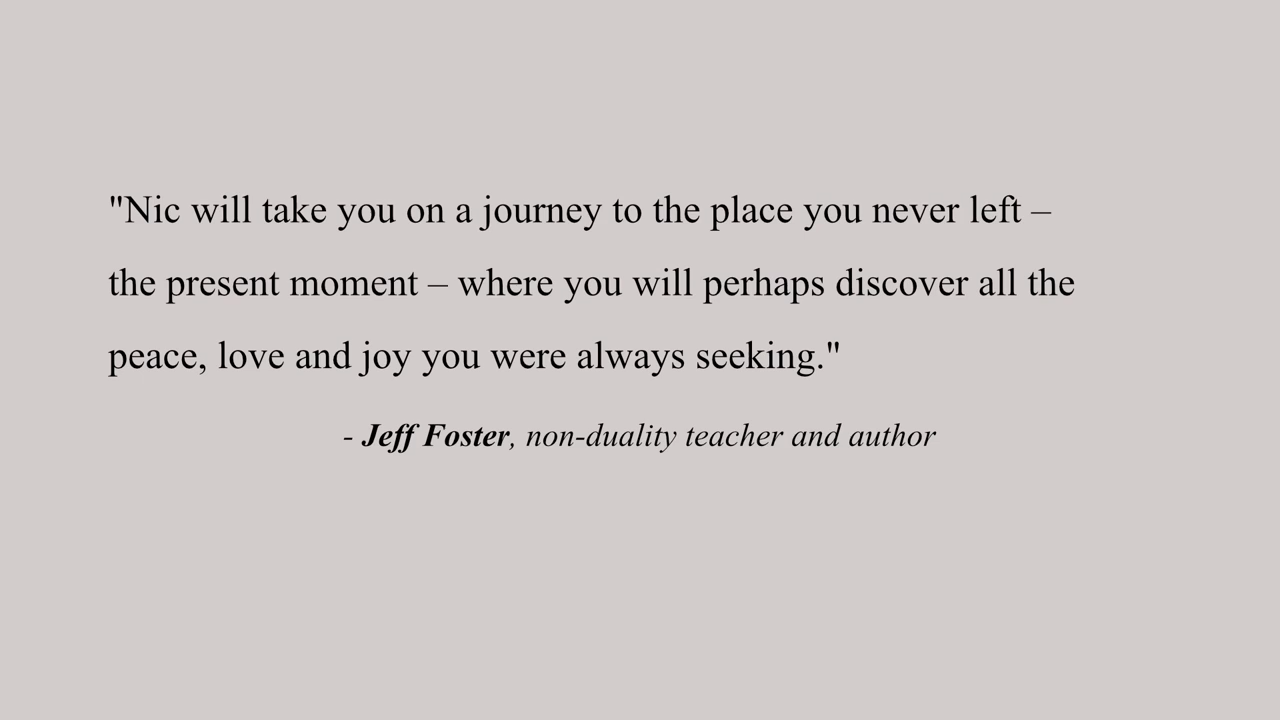 "Nic will take you on a journey to the place you never left –
the present moment – where you will perhaps discover all the
peace, love and joy you were always seeking."
- Jeff Foster, non-duality teacher and author